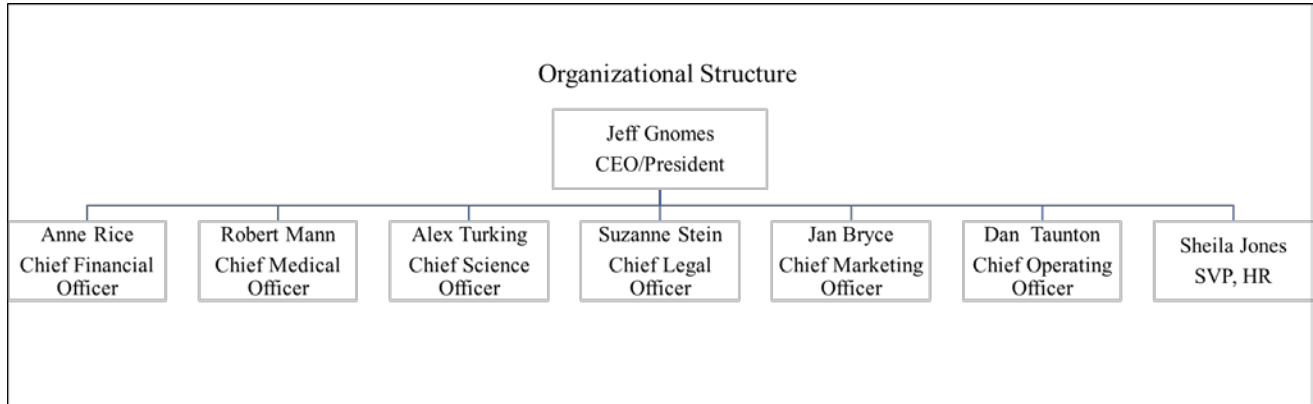 Organizational Structure
Jeff Gnomes
CEO/President
Anne Rice
Chief Financial
Officer
Robert Mann
Chief Medical
Officer
Alex Turking
Chief Science
Officer
Suzanne Stein
Chief Legal
Officer
Jan Bryce
Chief Marketing
Officer
Dan Taunton
Chief Operating
Officer
Sheila Jones
SVP, HR